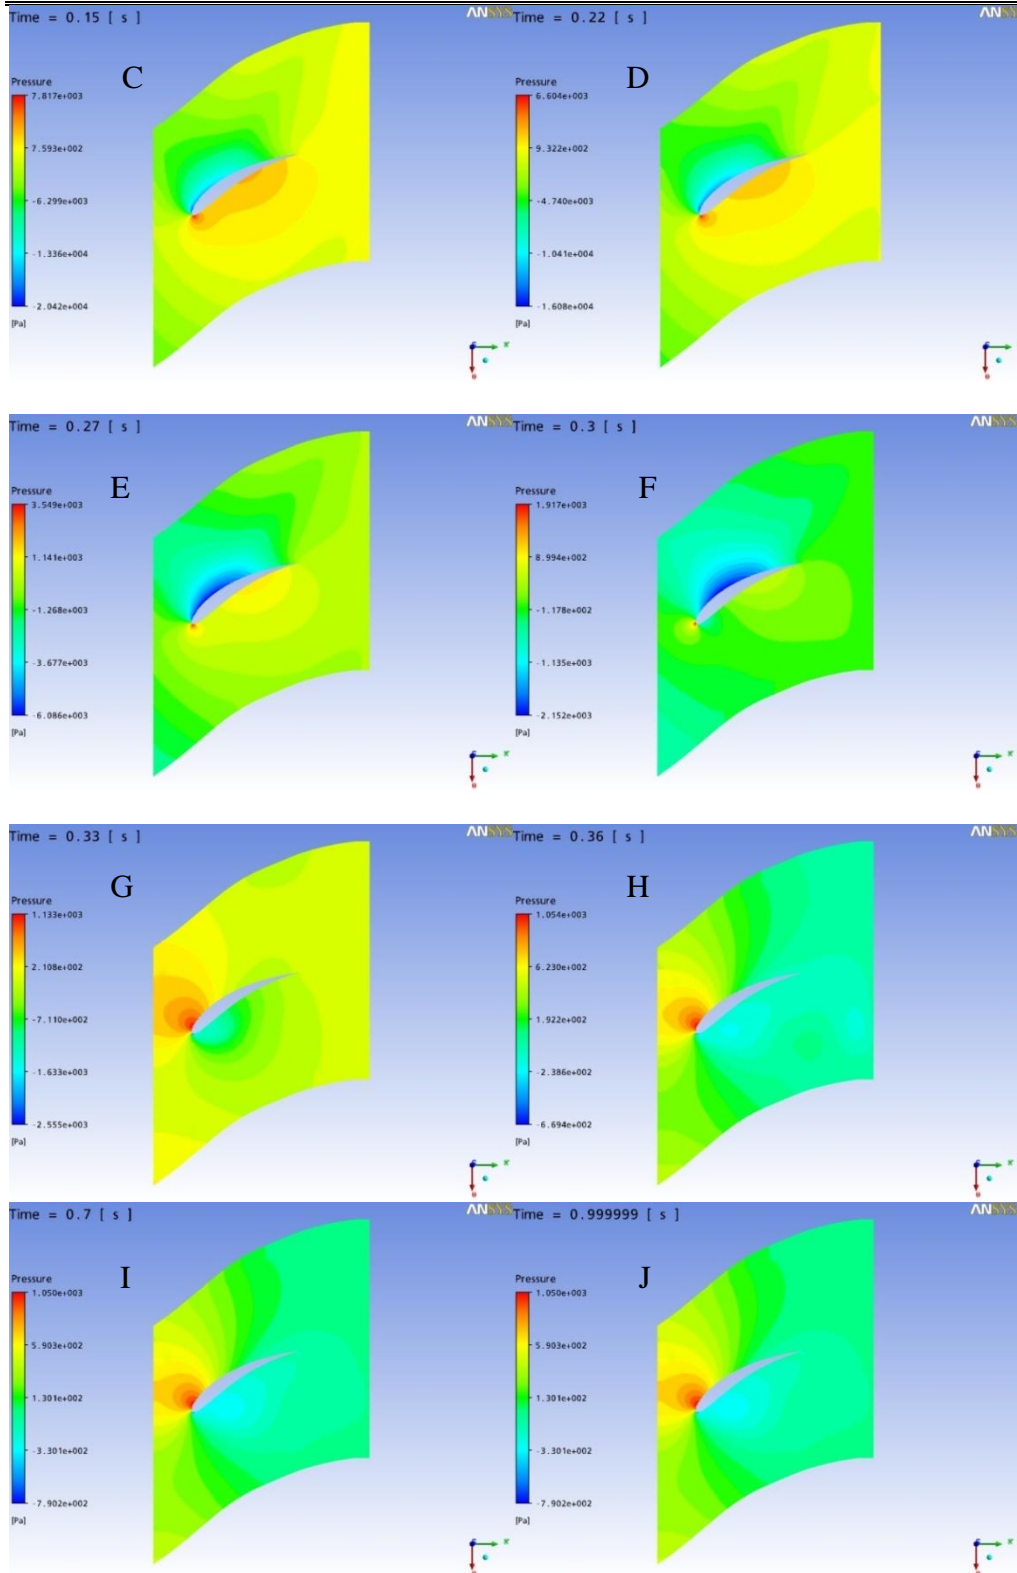 Time = 0.15 [ s ]
ANSYS
C
Pressure
7.817e+003
7.593e+002
-6.299e+003
-1.336e+004
-2.042e+004
[Pa]
Time = 0.22 [ s ]
ANSYS
D
Pressure
6.604e+003
9.322e+002
-4.740e+003
-1.041e+004
-1.608e+004
[Pa]
Time = 0.27 [ s ]
ANSYS
E
Pressure
3.549e+003
1.141e+003
-1.268e+003
-3.677e+003
-6.086e+003
[Pa]
Time = 0.3 [ s ]
ANSYS
F
Pressure
1.917e+003
8.994e+002
-1.178e+002
-1.135e+003
-2.152e+003
[Pa]
Time = 0.33 [ s ]
ANSYS
G
Pressure
1.133e+003
2.108e+002
-7.110e+002
-1.633e+003
-2.555e+003
[Pa]
Time = 0.36 [ s ]
ANSYS
H
Pressure
1.054e+003
6.230e+002
1.922e+002
-2.386e+002
-6.694e+002
[Pa]
Time = 0.7 [ s ]
ANSYS
I
Pressure
1.050e+003
5.903e+002
1.301e+002
-3.301e+002
-7.902e+002
[Pa]
Time = 0.999999 [ s ]
ANSYS
J
Pressure
1.050e+003
5.903e+002
1.301e+002
-3.301e+002
-7.902e+002
[Pa]